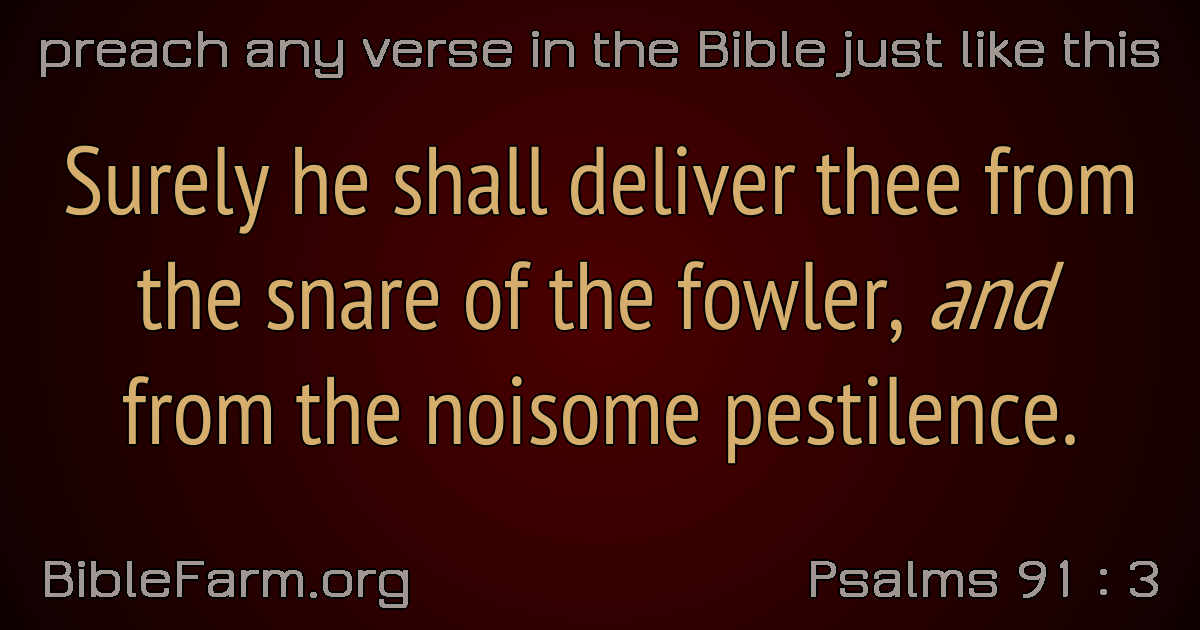 preach any verse in the Bible just like this
Surely he shall deliver thee from
the snare of the fowler, and
from the noisome pestilence.
BibleFarm.org
Psalms 91 : 3